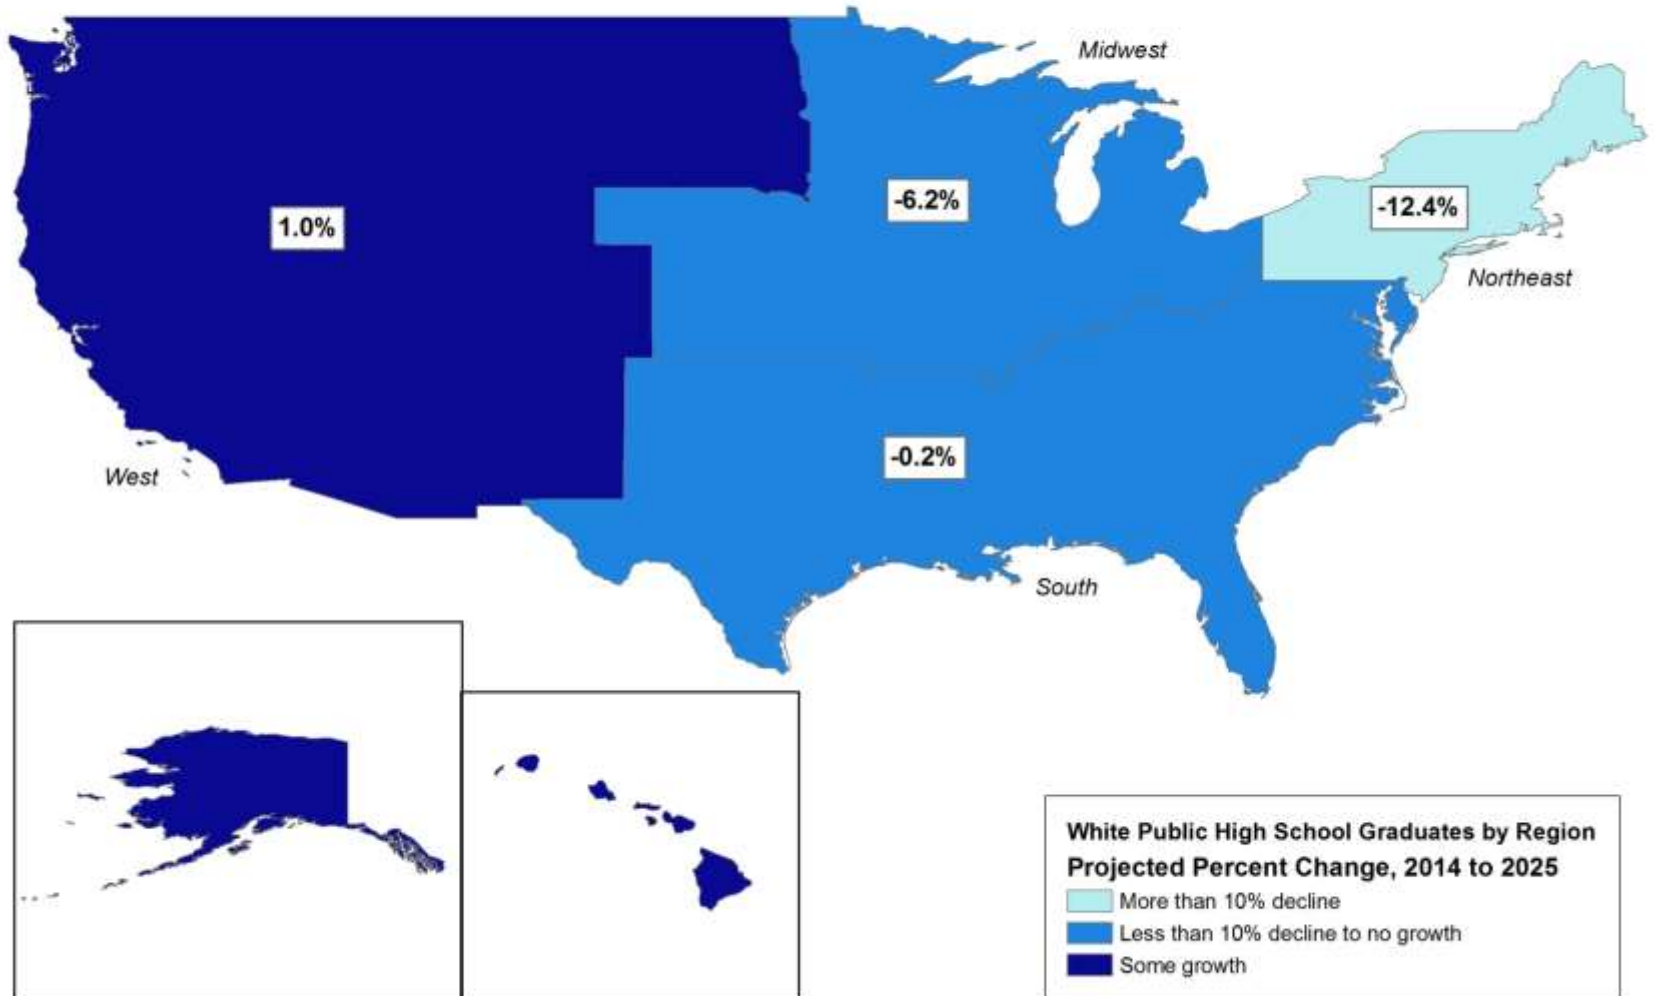 Midwest
-6.2%
-12.4%
1.0%
Northeast
-0.2%
West
South
White Public High School Graduates by Region
Projected Percent Change, 2014 to 2025
More than 10% decline
Less than 10% decline to no growth
Some growth